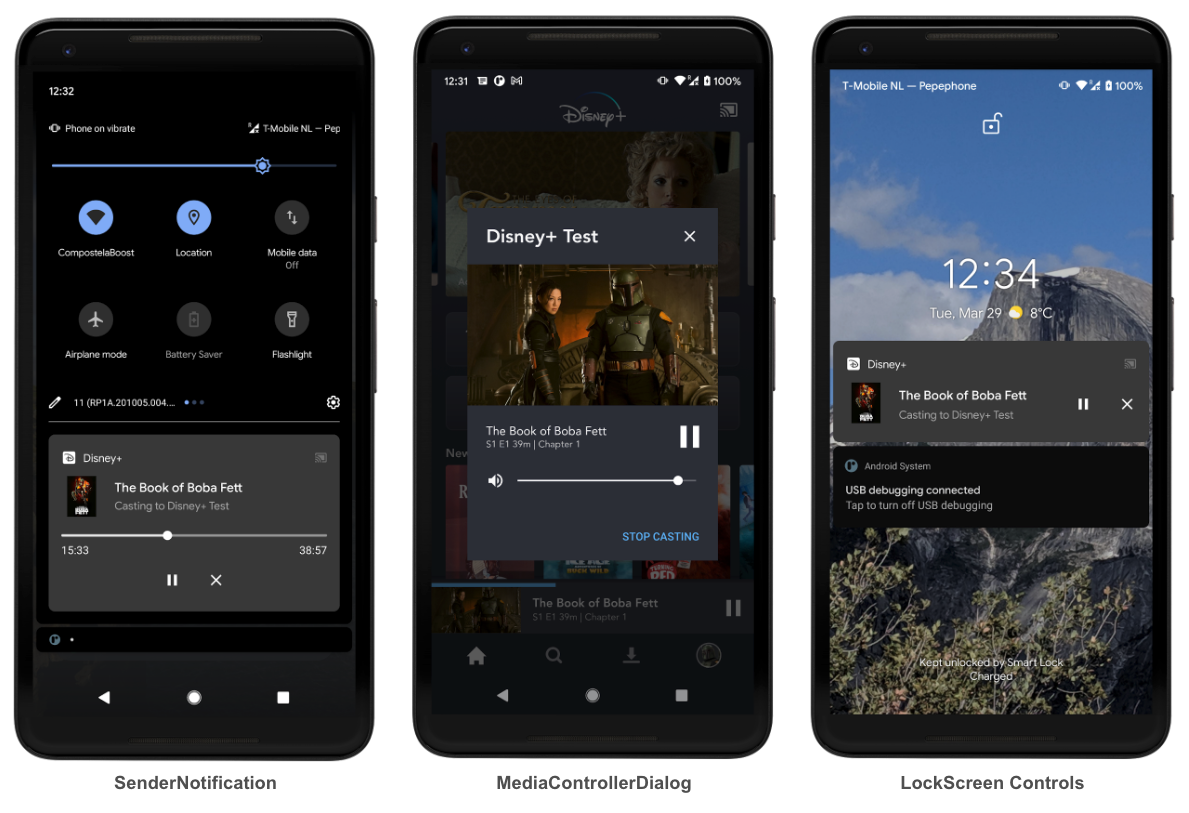 12:32
Phone on vibrate
T-Mobile NL — Pep
CompostelaBoost
Location
Mobile data
Off
Airplane mode
Battery Saver
Flashlight
11 (RP1A.201005.004...
Disney+
The Book of Boba Fett
Casting to Disney+ Test
15:33
38:57
SenderNotification
12:31
100%
Disney+
Disney+ Test
The Book of Boba Fett
S1 E1 39m | Chapter 1
STOP CASTING
New
R
RED
The Book of Boba Fett
S1 E1 39m | Chapter 1
MediaControllerDialog
T-Mobile NL — Pepephone
100%
12:34
Tue, Mar 29
8°C
Disney+
The Book of Boba Fett
Casting to Disney+ Test
Android System
USB debugging connected
Tap to turn off USB debugging
Kept unlocked by Smart Lock
Charged
LockScreen Controls